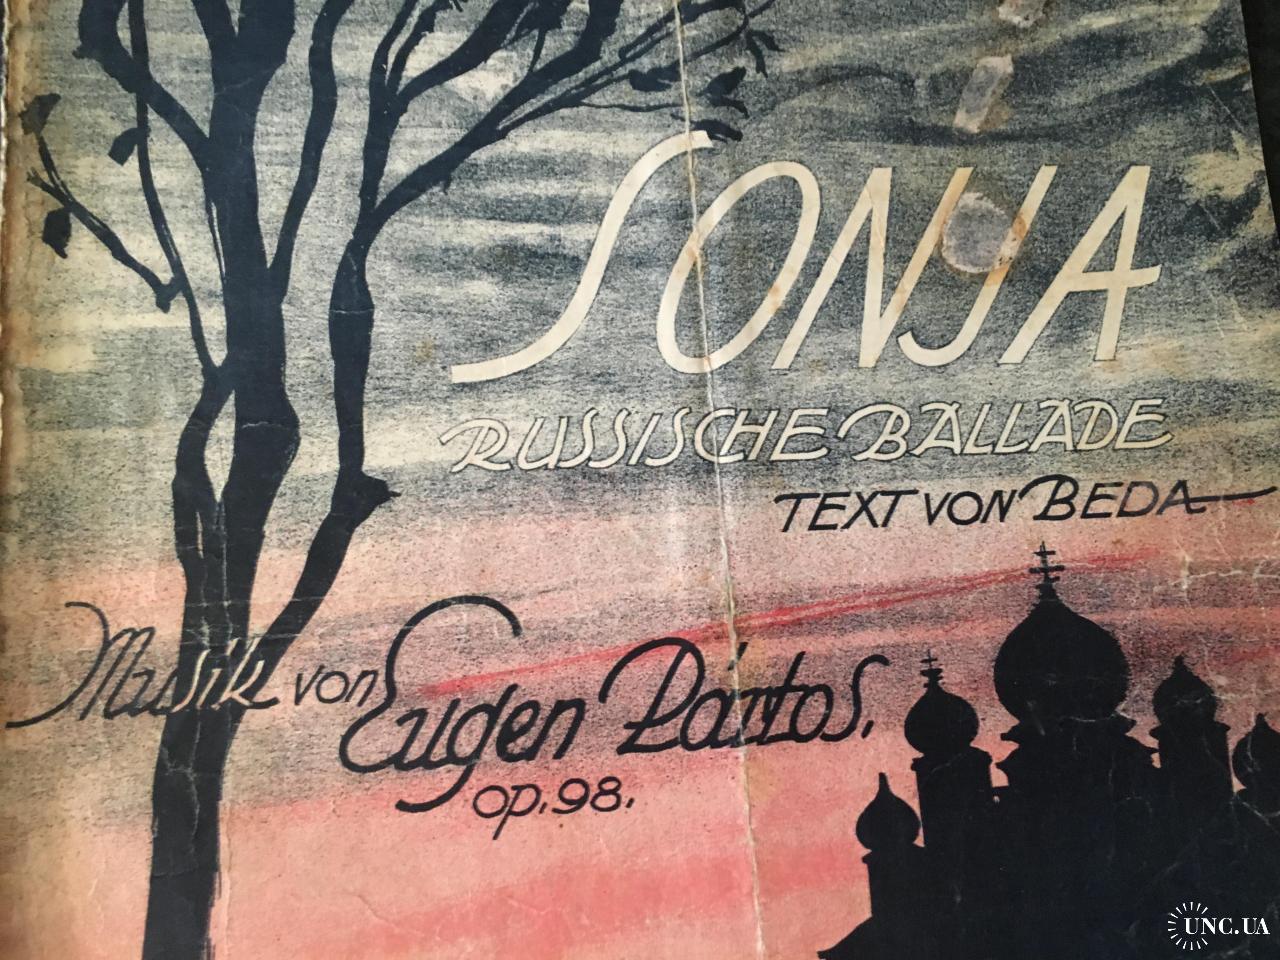 SONJA
RUSSISCHE BALLADE
TEXT VON BEDA
Musik von Eugen Pártos.
op. 98.
UNC.UA